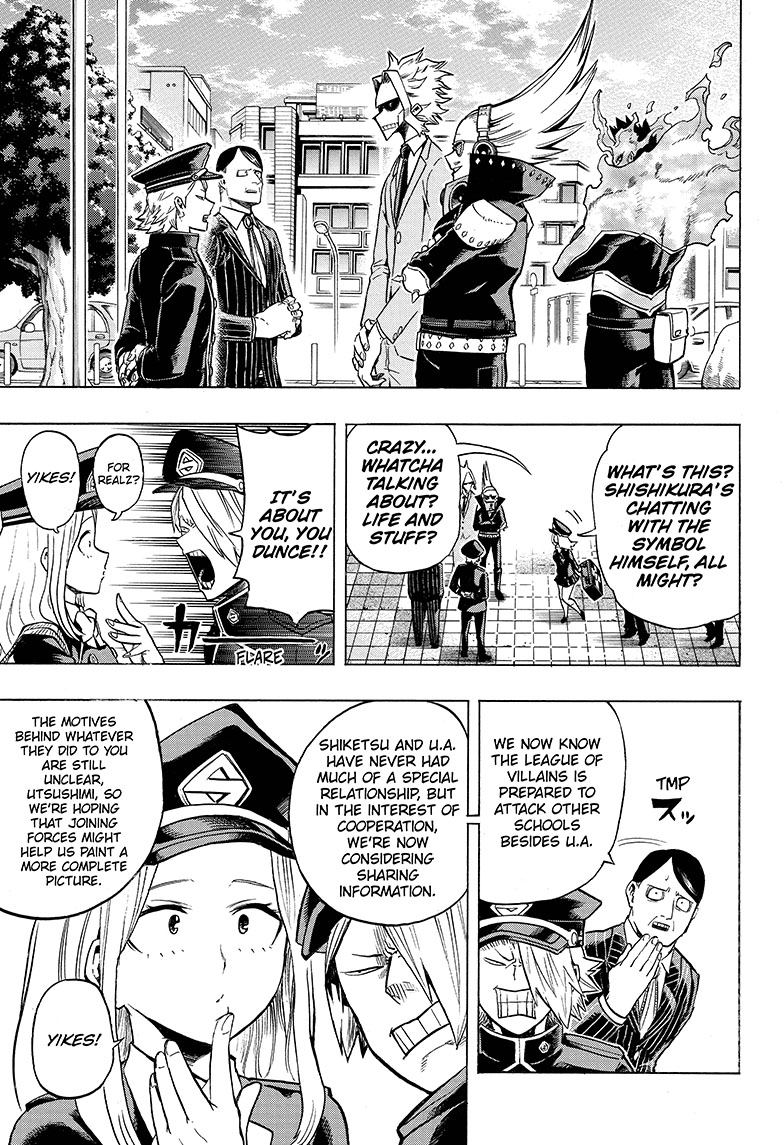 WHAT'S THIS?
SHISHIKURA'S
CHATTING
WITH THE
SYMBOL
HIMSELF, ALL
MIGHT?
CRAZY...
WHATCHA
TALKING
ABOUT?
LIFE AND
STUFF?
IT'S
ABOUT
YOU, YOU
DUNCE!!
カッ
FLARE
FOR
REALZ?
YIKES!
TMP
スッ
WE NOW KNOW
THE LEAGUE OF
VILLAINS IS
PREPARED TO
ATTACK OTHER
SCHOOLS
BESIDES U.A.
SHIKETSU AND U.A.
HAVE NEVER HAD
MUCH OF A SPECIAL
RELATIONSHIP, BUT
IN THE INTEREST OF
COOPERATION,
WE'RE NOW
CONSIDERING
SHARING
INFORMATION.
THE MOTIVES
BEHIND WHATEVER
THEY DID TO YOU
ARE STILL
UNCLEAR,
UTSUSHIMI, SO
WE'RE HOPING
THAT JOINING
FORCES MIGHT
HELP US PAINT A
MORE COMPLETE
PICTURE.
YIKES!